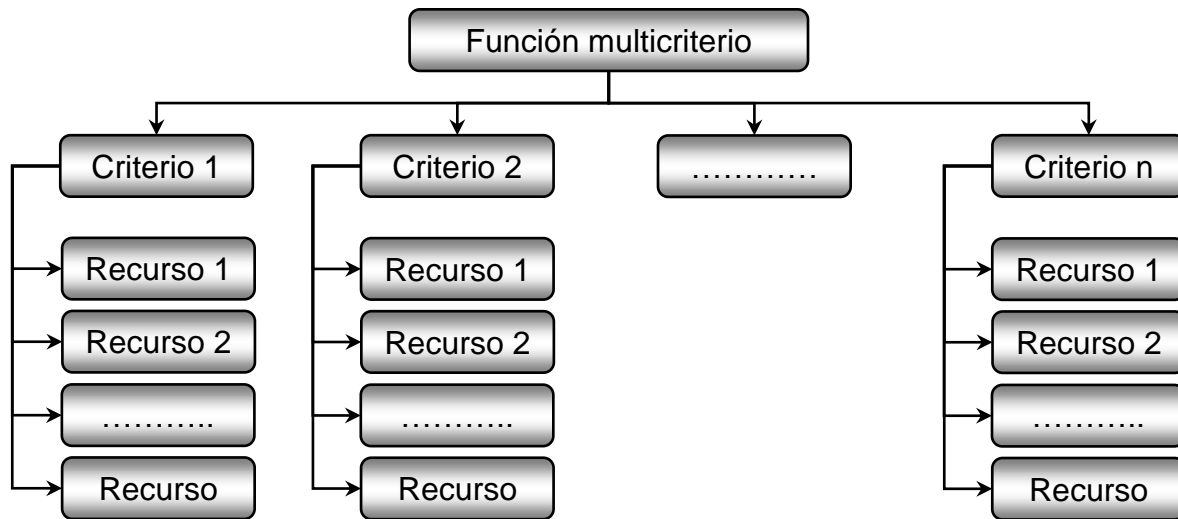 Función multicriterio
Criterio 1
Criterio 2
…………
Criterio n
Recurso 1
Recurso 1
Recurso 1
Recurso 2
Recurso 2
Recurso 2
………..
………..
………..
Recurso
Recurso
Recurso